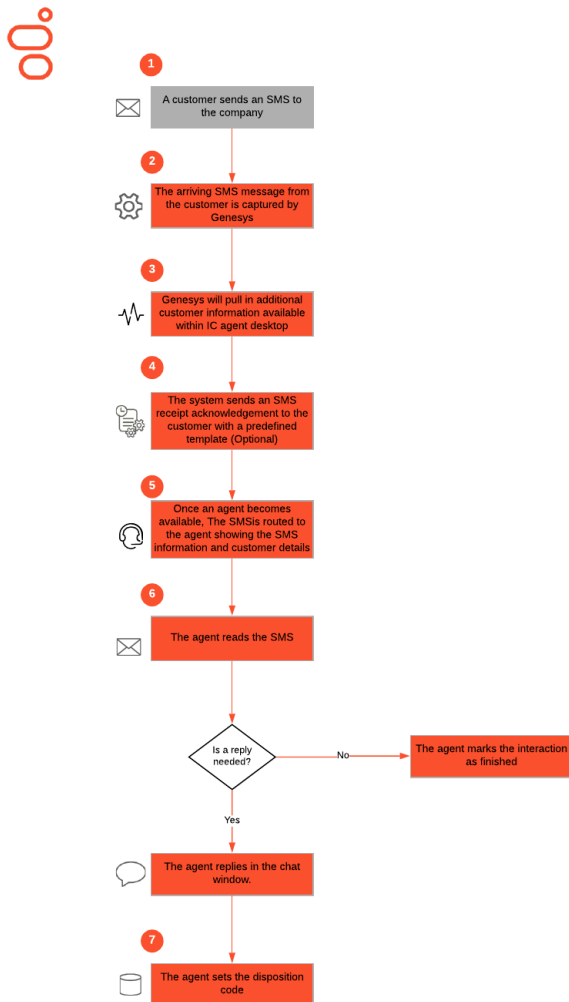 1
A customer sends an SMS to
the company
2
The arriving SMS message from
the customer is captured by
Genesys
3
Genesys will pull in additional
customer information available
within IC agent desktop
4
The system sends an SMS
receipt acknowledgement to the
customer with a predefined
template (Optional)
5
Once an agent becomes
available, The SMSis routed to
the agent showing the SMS
information and customer details
6
The agent reads the SMS
Is a reply
needed?
No
The agent marks the interaction
as finished
Yes
The agent replies in the chat
window.
7
The agent sets the disposition
code